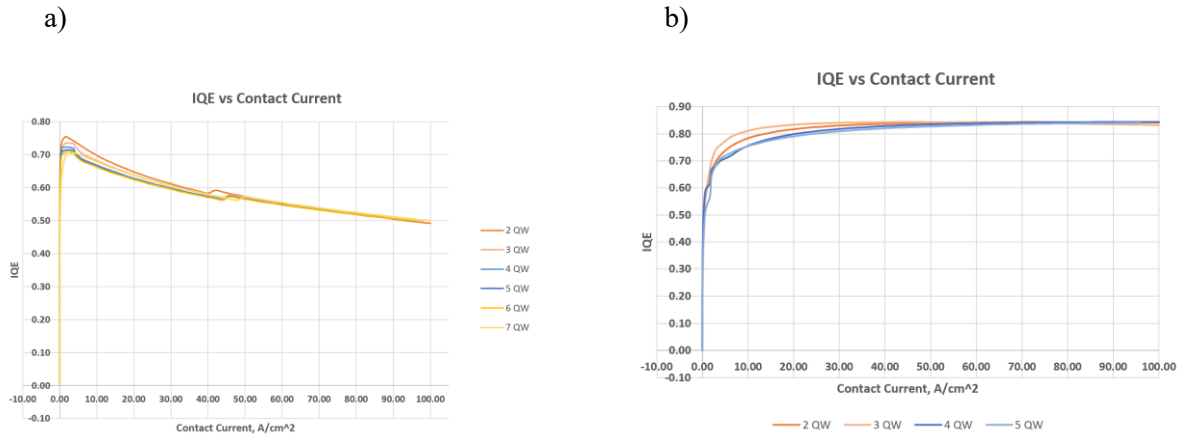 a)
IQE vs Contact Current
0.80
0.70
0.60
0.50
0.40
0.30
0.20
0.10
0.00
-0.10
IQE
-10.00 0.00 10.00 20.00 30.00 40.00 50.00 60.00 70.00 80.00 90.00 100.00
Contact Current, A/cm^2
2 QW
3 QW
4 QW
5 QW
6 QW
7 QW
b)
IQE vs Contact Current
0.90
0.80
0.70
0.60
0.50
0.40
0.30
0.20
0.10
0.00
-0.10
IQE
-10.00 0.00 10.00 20.00 30.00 40.00 50.00 60.00 70.00 80.00 90.00 100.00
Contact Current, A/cm^2
2 QW 3 QW 4 QW 5 QW